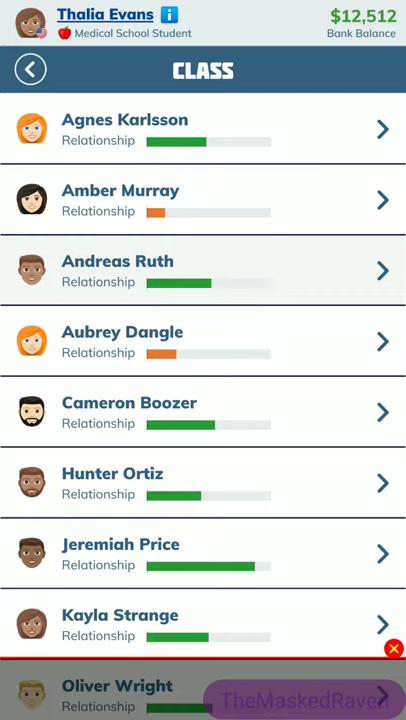 Thalia Evans
$12,512
Medical School Student
Bank Balance
CLASS
Agnes Karlsson
Relationship
Amber Murray
Relationship
Andreas Ruth
Relationship
Aubrey Dangle
Relationship
Cameron Boozer
Relationship
Hunter Ortiz
Relationship
Jeremiah Price
Relationship
Kayla Strange
Relationship
Oliver Wright
Relationship
TheMaskedRaven